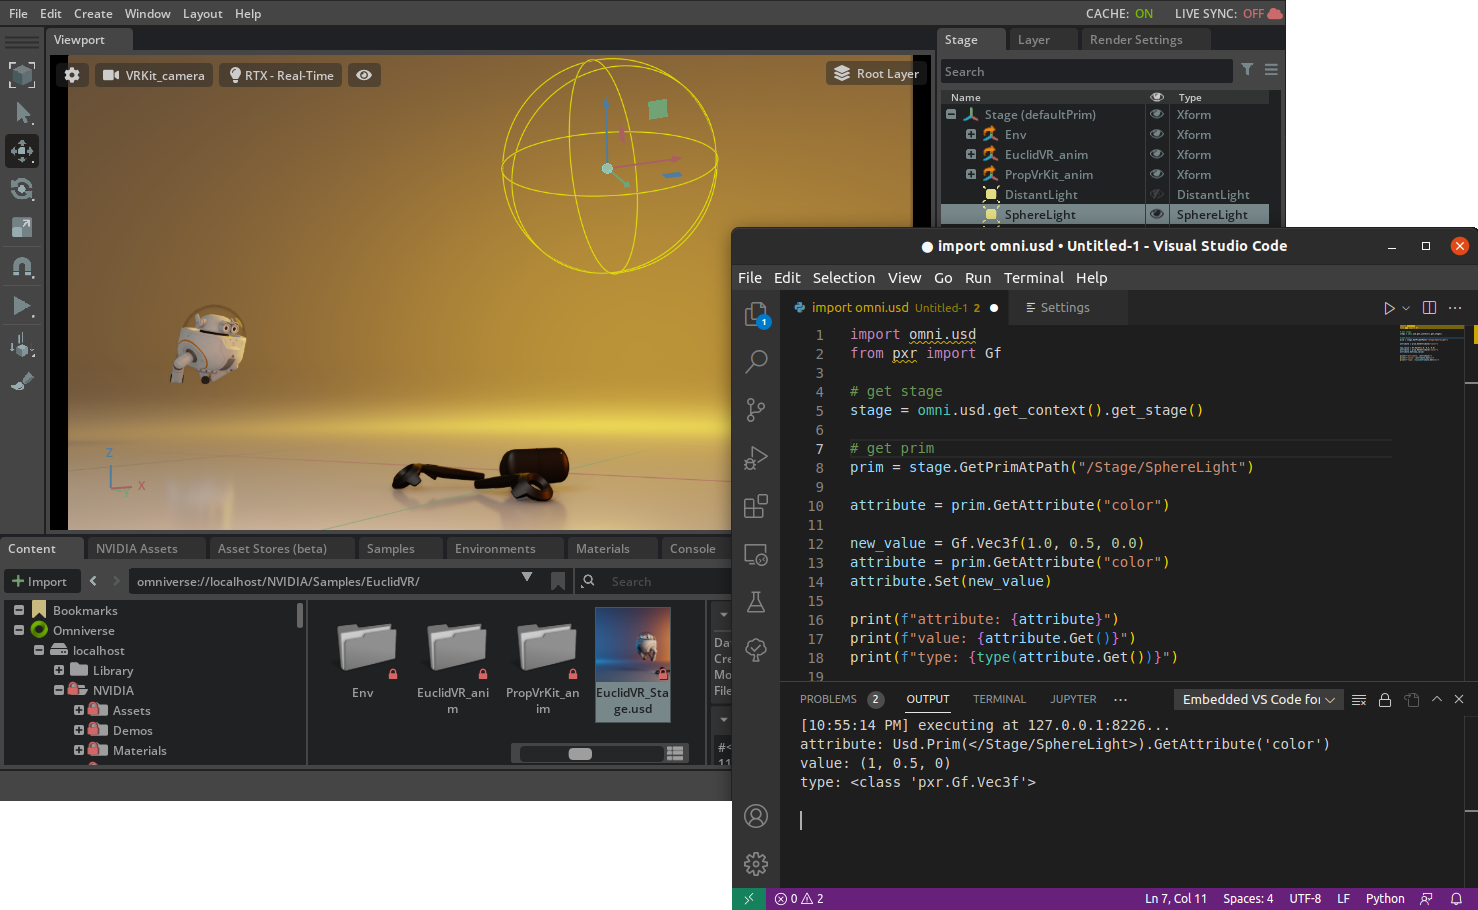 File Edit Create Window Layout Help
CACHE: ON LIVE SYNC: OFF
Viewport
VRKit_camera
RTX - Real-Time
Root Layer
Z
X
Y
Stage Layer Render Settings
Search
Name Type
Stage (defaultPrim) Xform
Env Xform
EuclidVR_anim Xform
PropVrKit_anim Xform
DistantLight DistantLight
SphereLight SphereLight
Content NVIDIA Assets Asset Stores (beta) Samples Environments Materials Console
Import
omniverse://localhost/NVIDIA/Samples/EuclidVR/
Search
Bookmarks
Omniverse
localhost
Library
NVIDIA
Assets
Demos
Materials
Env
EuclidVR_ani
m
PropVrKit_an
im
EuclidVR_Sta
ge.usd
Dat
Cre
Mo
File
#<
11
● import omni.usd • Untitled-1 - Visual Studio Code
File Edit Selection View Go Run Terminal Help
1
import omni.usd Untitled-1 2 ● Settings
1 import omni.usd
2 from pxr import Gf
3
4 # get stage
5 stage = omni.usd.get_context().get_stage()
6
7 # get prim
8 prim = stage.GetPrimAtPath("/Stage/SphereLight")
9
10 attribute = prim.GetAttribute("color")
11
12 new_value = Gf.Vec3f(1.0, 0.5, 0.0)
13 attribute = prim.GetAttribute("color")
14 attribute.Set(new_value)
15
16 print(f"attribute: {attribute}")
17 print(f"value: {attribute.Get()}")
18 print(f"type: {type(attribute.Get())}")
19
PROBLEMS 2 OUTPUT TERMINAL JUPYTER ··· Embedded VS Code for
[10:55:14 PM] executing at 127.0.0.1:8226...
attribute: Usd.Prim(</Stage/SphereLight>).GetAttribute('color')
value: (1, 0.5, 0)
type: <class 'pxr.Gf.Vec3f'>
0 2 Ln 7, Col 11 Spaces: 4 UTF-8 LF Python